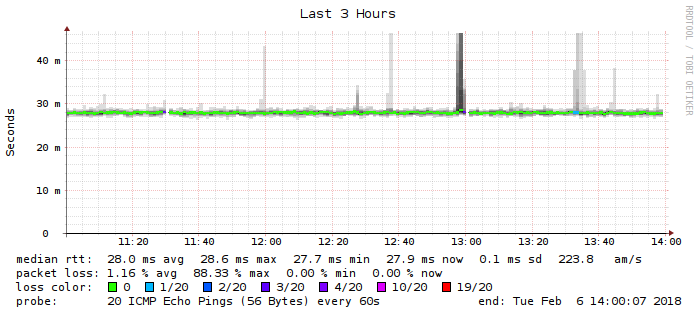 Last 3 Hours
RRDTOOL / TOBI OETIKER
Seconds
40 m
30 m
20 m
10 m
0
11:20 11:40 12:00 12:20 12:40 13:00 13:20 13:40 14:00
median rtt: 28.0 ms avg 28.6 ms max 27.7 ms min 27.9 ms now 0.1 ms sd 223.8 am/s
packet loss: 1.16 % avg 88.33 % max 0.00 % min 0.00 % now
loss color: 0 1/20 2/20 3/20 4/20 10/20 19/20
probe: 20 ICMP Echo Pings (56 Bytes) every 60s end: Tue Feb 6 14:00:07 2018